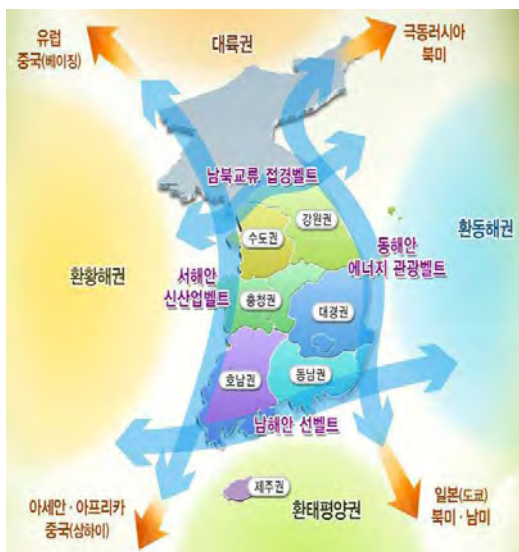 유럽
중국(베이징)
대륙권
극동러시아
북미
남북교류 접경벨트
강원권
수도권
환동해권
동해안
에너지 관광벨트
서해안
신산업벨트
환황해권
충청권
대경권
호남권
동남권
남해안 선벨트
제주권
환태평양권
아세안·아프리카
중국(상하이)
일본(도쿄)
북미·남미